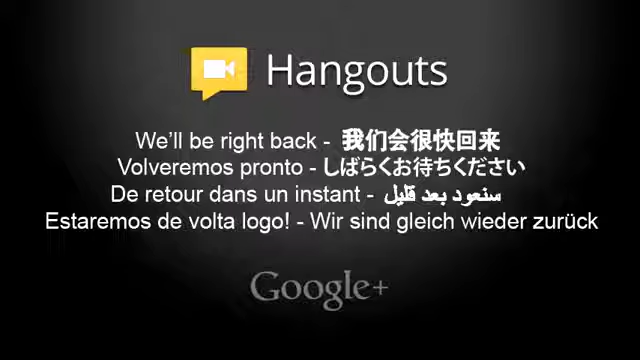 Hangouts
We'll be right back - 我们会很快回来
Volveremos pronto - しばらくお待ちください
De retour dans un instant - سنعود بعد قليل
Estaremos de volta logo! - Wir sind gleich wieder zurück
Google+